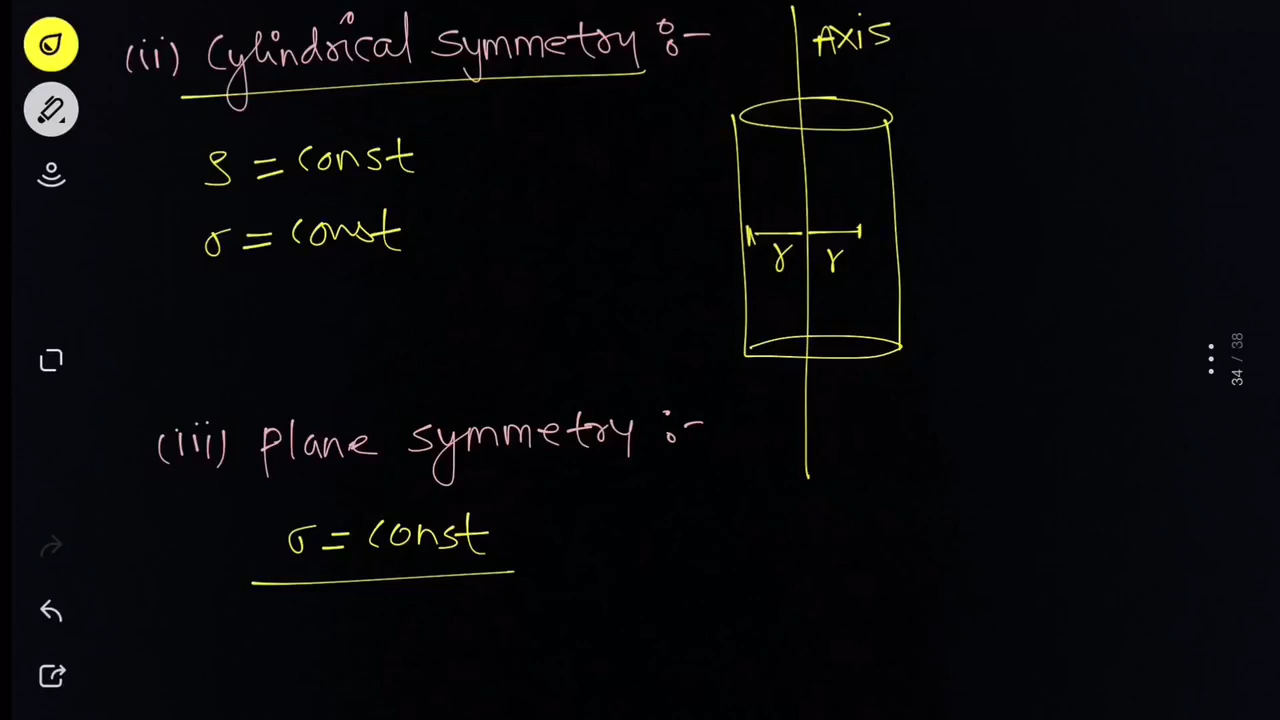 (ii) Cylindrical symmetry :-
AXIS
ρ = const
σ = const
r r
(iii) plane symmetry :-
σ = const
34 / 38